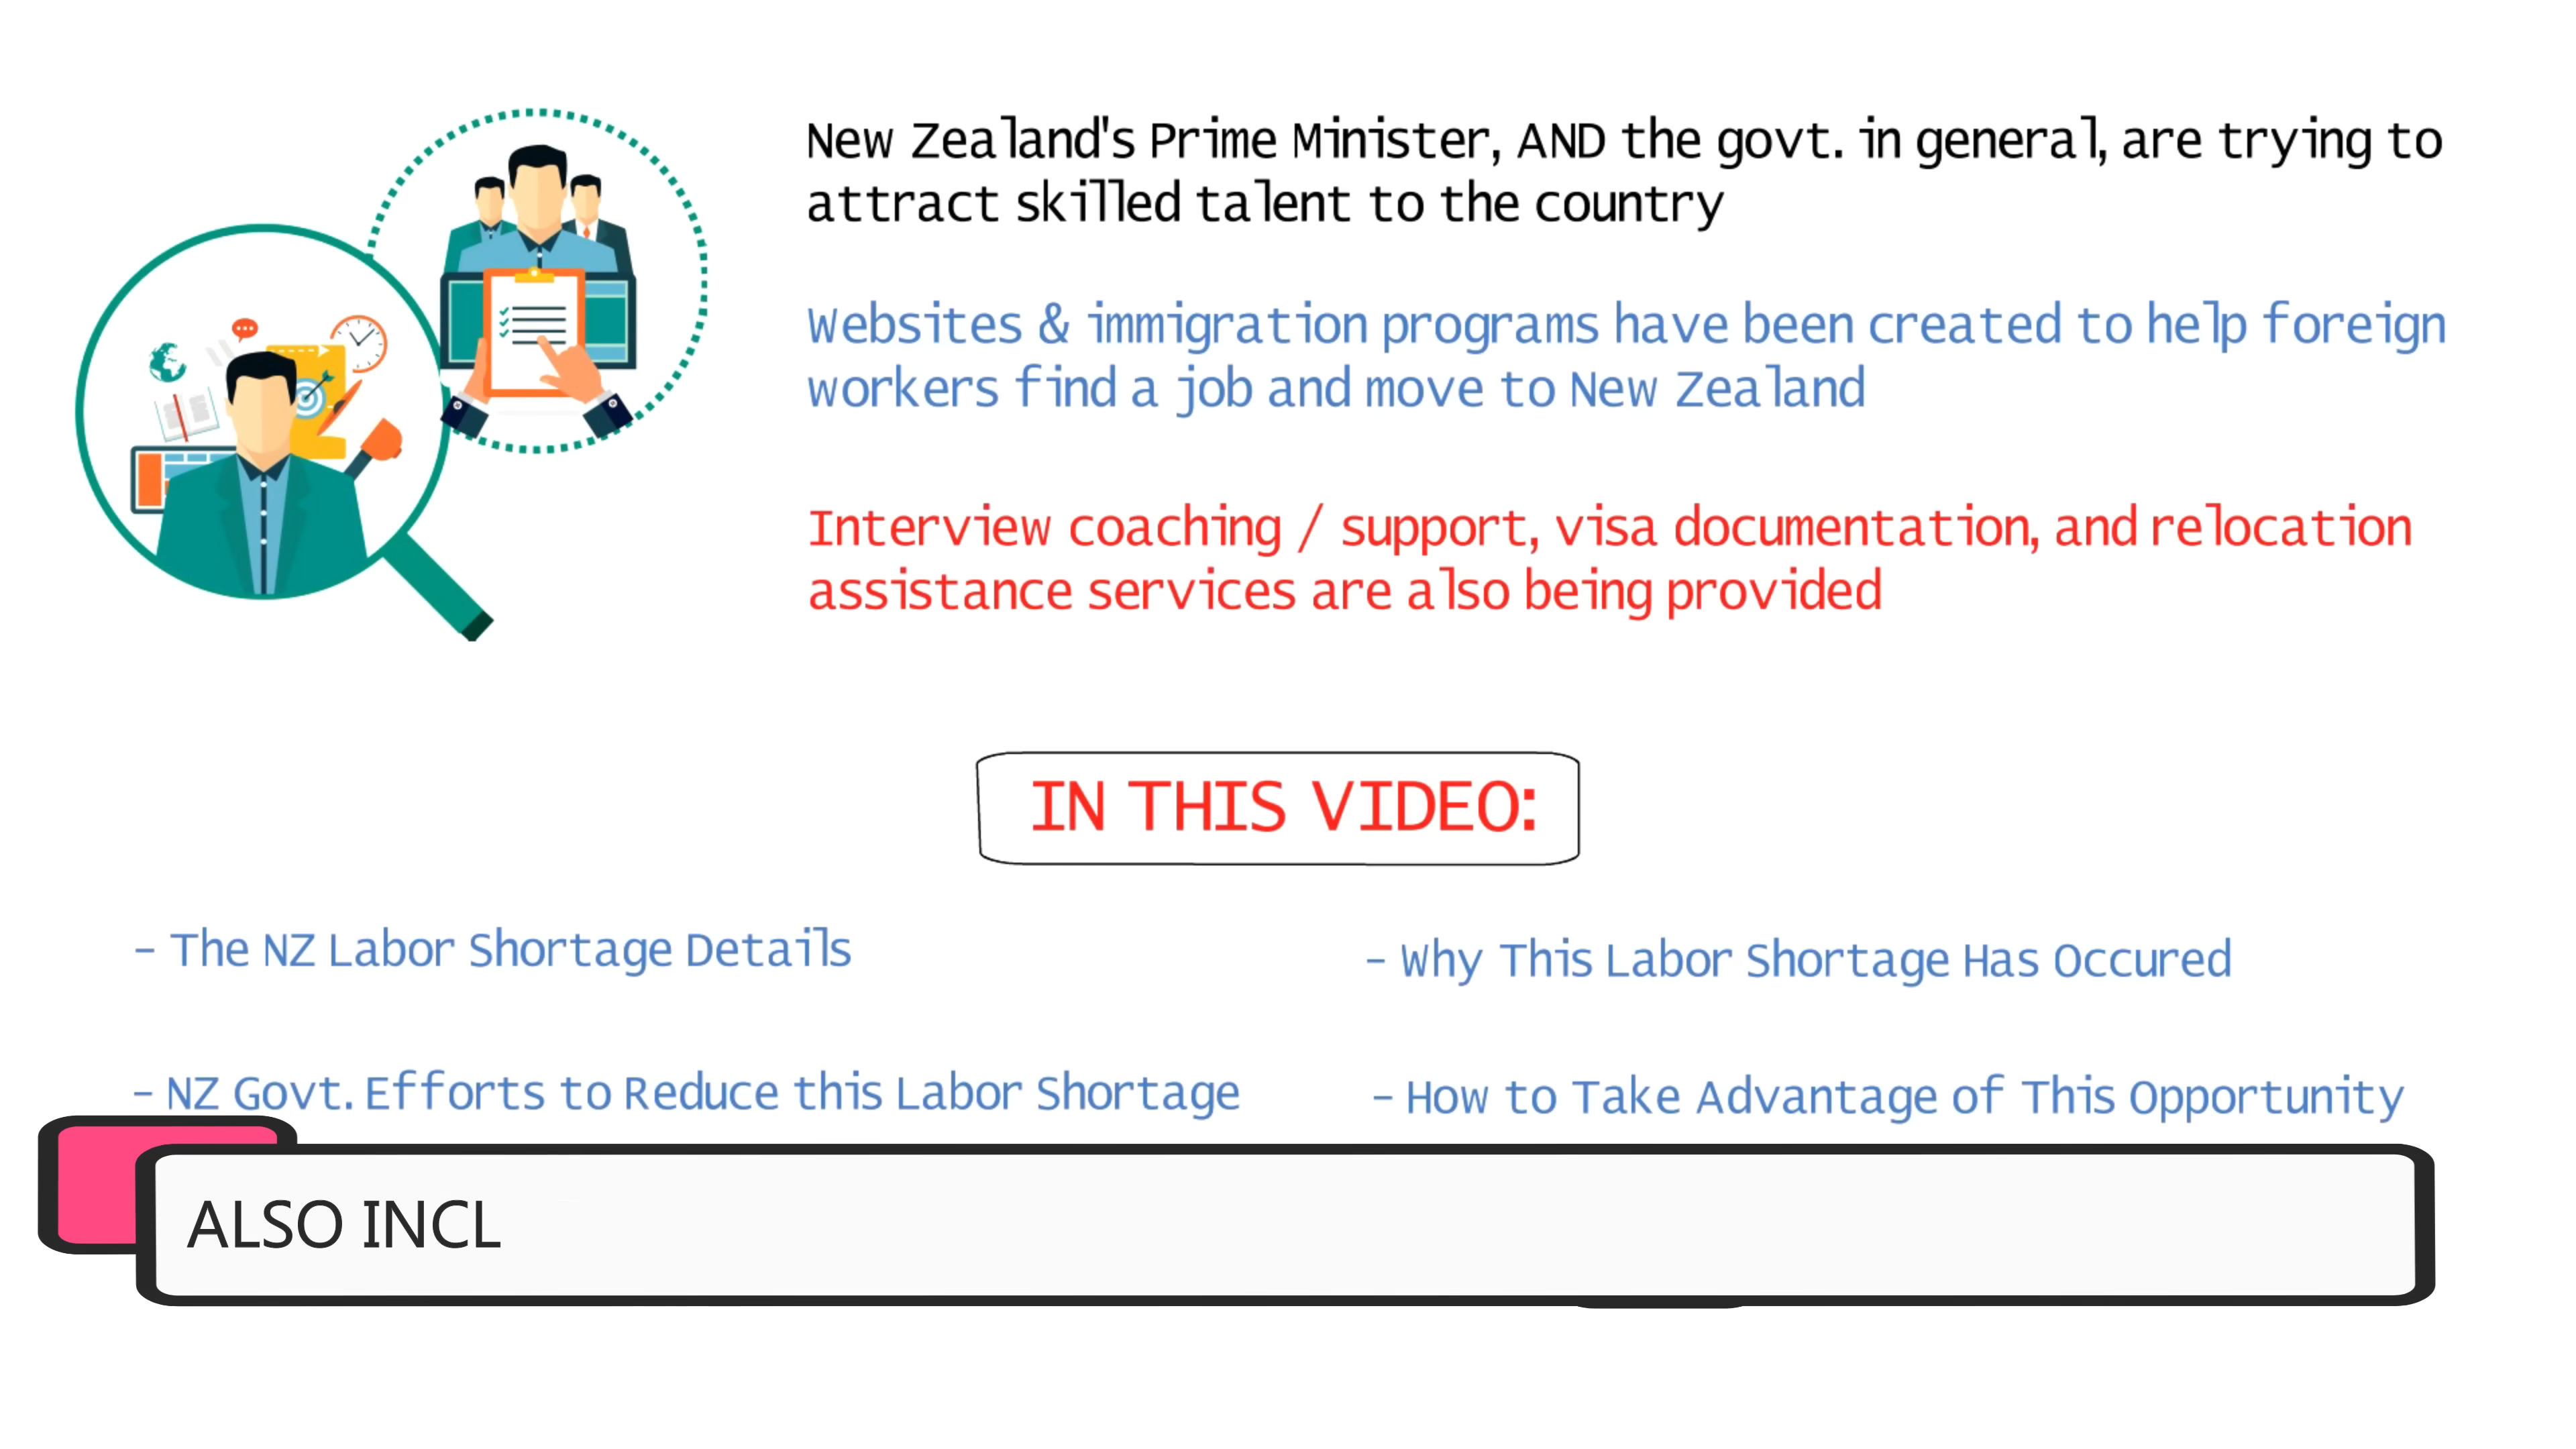 New Zealand's Prime Minister, AND the govt. in general, are trying to
attract skilled talent to the country
Websites & immigration programs have been created to help foreign
workers find a job and move to New Zealand
Interview coaching / support, visa documentation, and relocation
assistance services are also being provided
IN THIS VIDEO:
- The NZ Labor Shortage Details
- Why This Labor Shortage Has Occured
- NZ Govt. Efforts to Reduce this Labor Shortage
- How to Take Advantage of This Opportunity
ALSO INCL